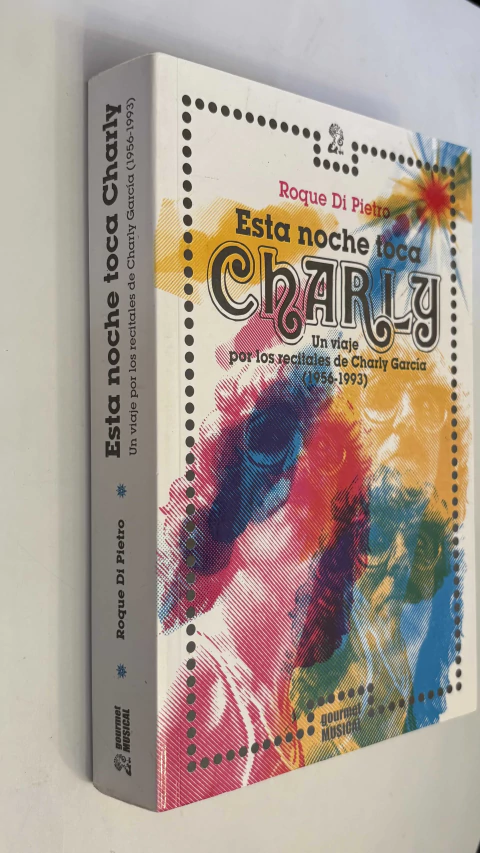 Roque Di Pietro
Esta noche toca
CHARLY
Un viaje
por los recitales de Charly García
(1956-1993)
gourmet
MUSICAL
Esta noche toca Charly
Un viaje por los recitales de Charly García (1956-1993)
Roque Di Pietro
gourmet
MUSICAL